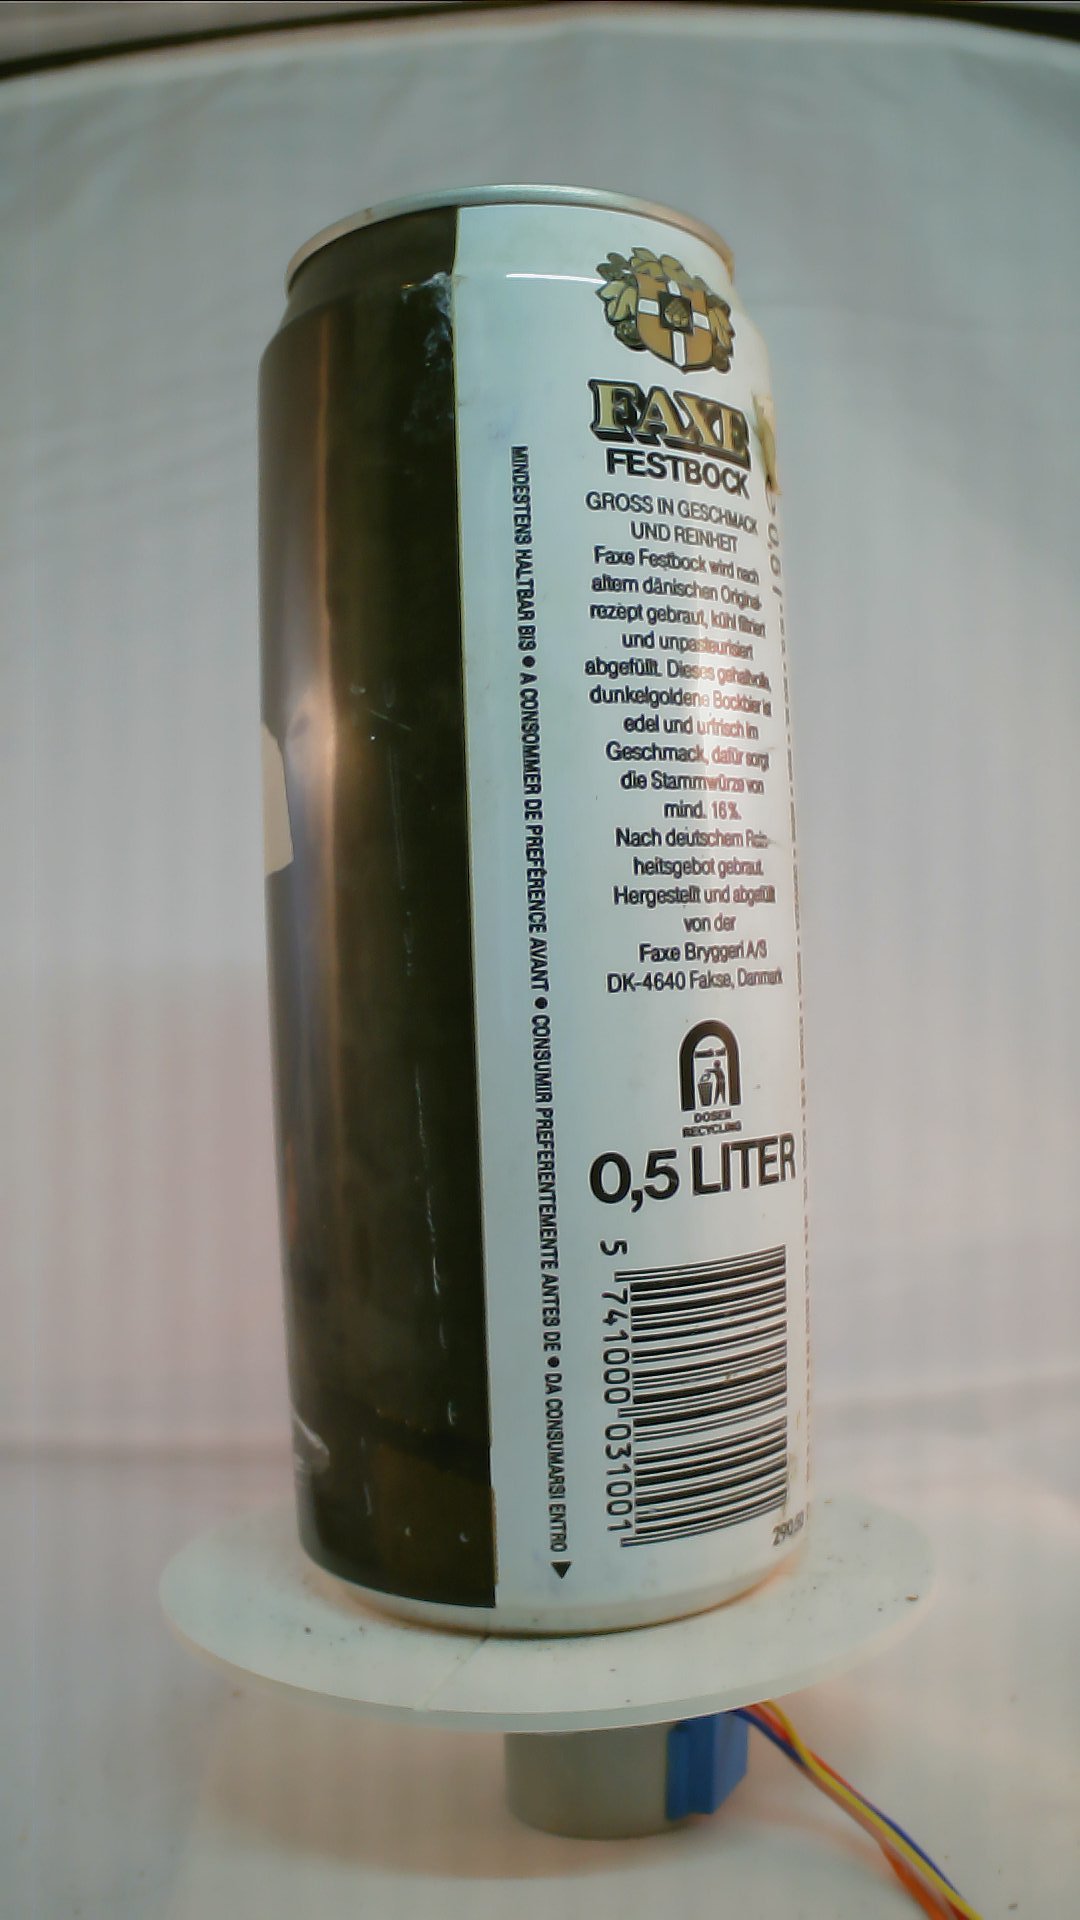 FAXE
FESTBOCK
GROSS IN GESCHMACK
UND REINHEIT
Faxe Festbock wird nach
altem dänischen Original-
rezept gebraut, kühl filtriert
und unpasteurisiert
abgefüllt. Dieses gehaltvolle,
dunkelgoldene Bockbier ist
edel und urfrisch im
Geschmack, dafür sorgt
die Stammwürze von
mind. 16%.
Nach deutschem Rein-
heitsgebot gebraut.
Hergestellt und abgefüllt
von der
Faxe Bryggeri A/S
DK-4640 Fakse, Danmark
DOSEN
RECYCLING
0,5 LITER
5 741000 031001
MINDESTENS HALTBAR BIS ● A CONSOMMER DE PREFÉRENCE AVANT ● CONSUMIR PREFERENTEMENTE ANTES DE ● DA CONSUMARSI ENTRO ▶